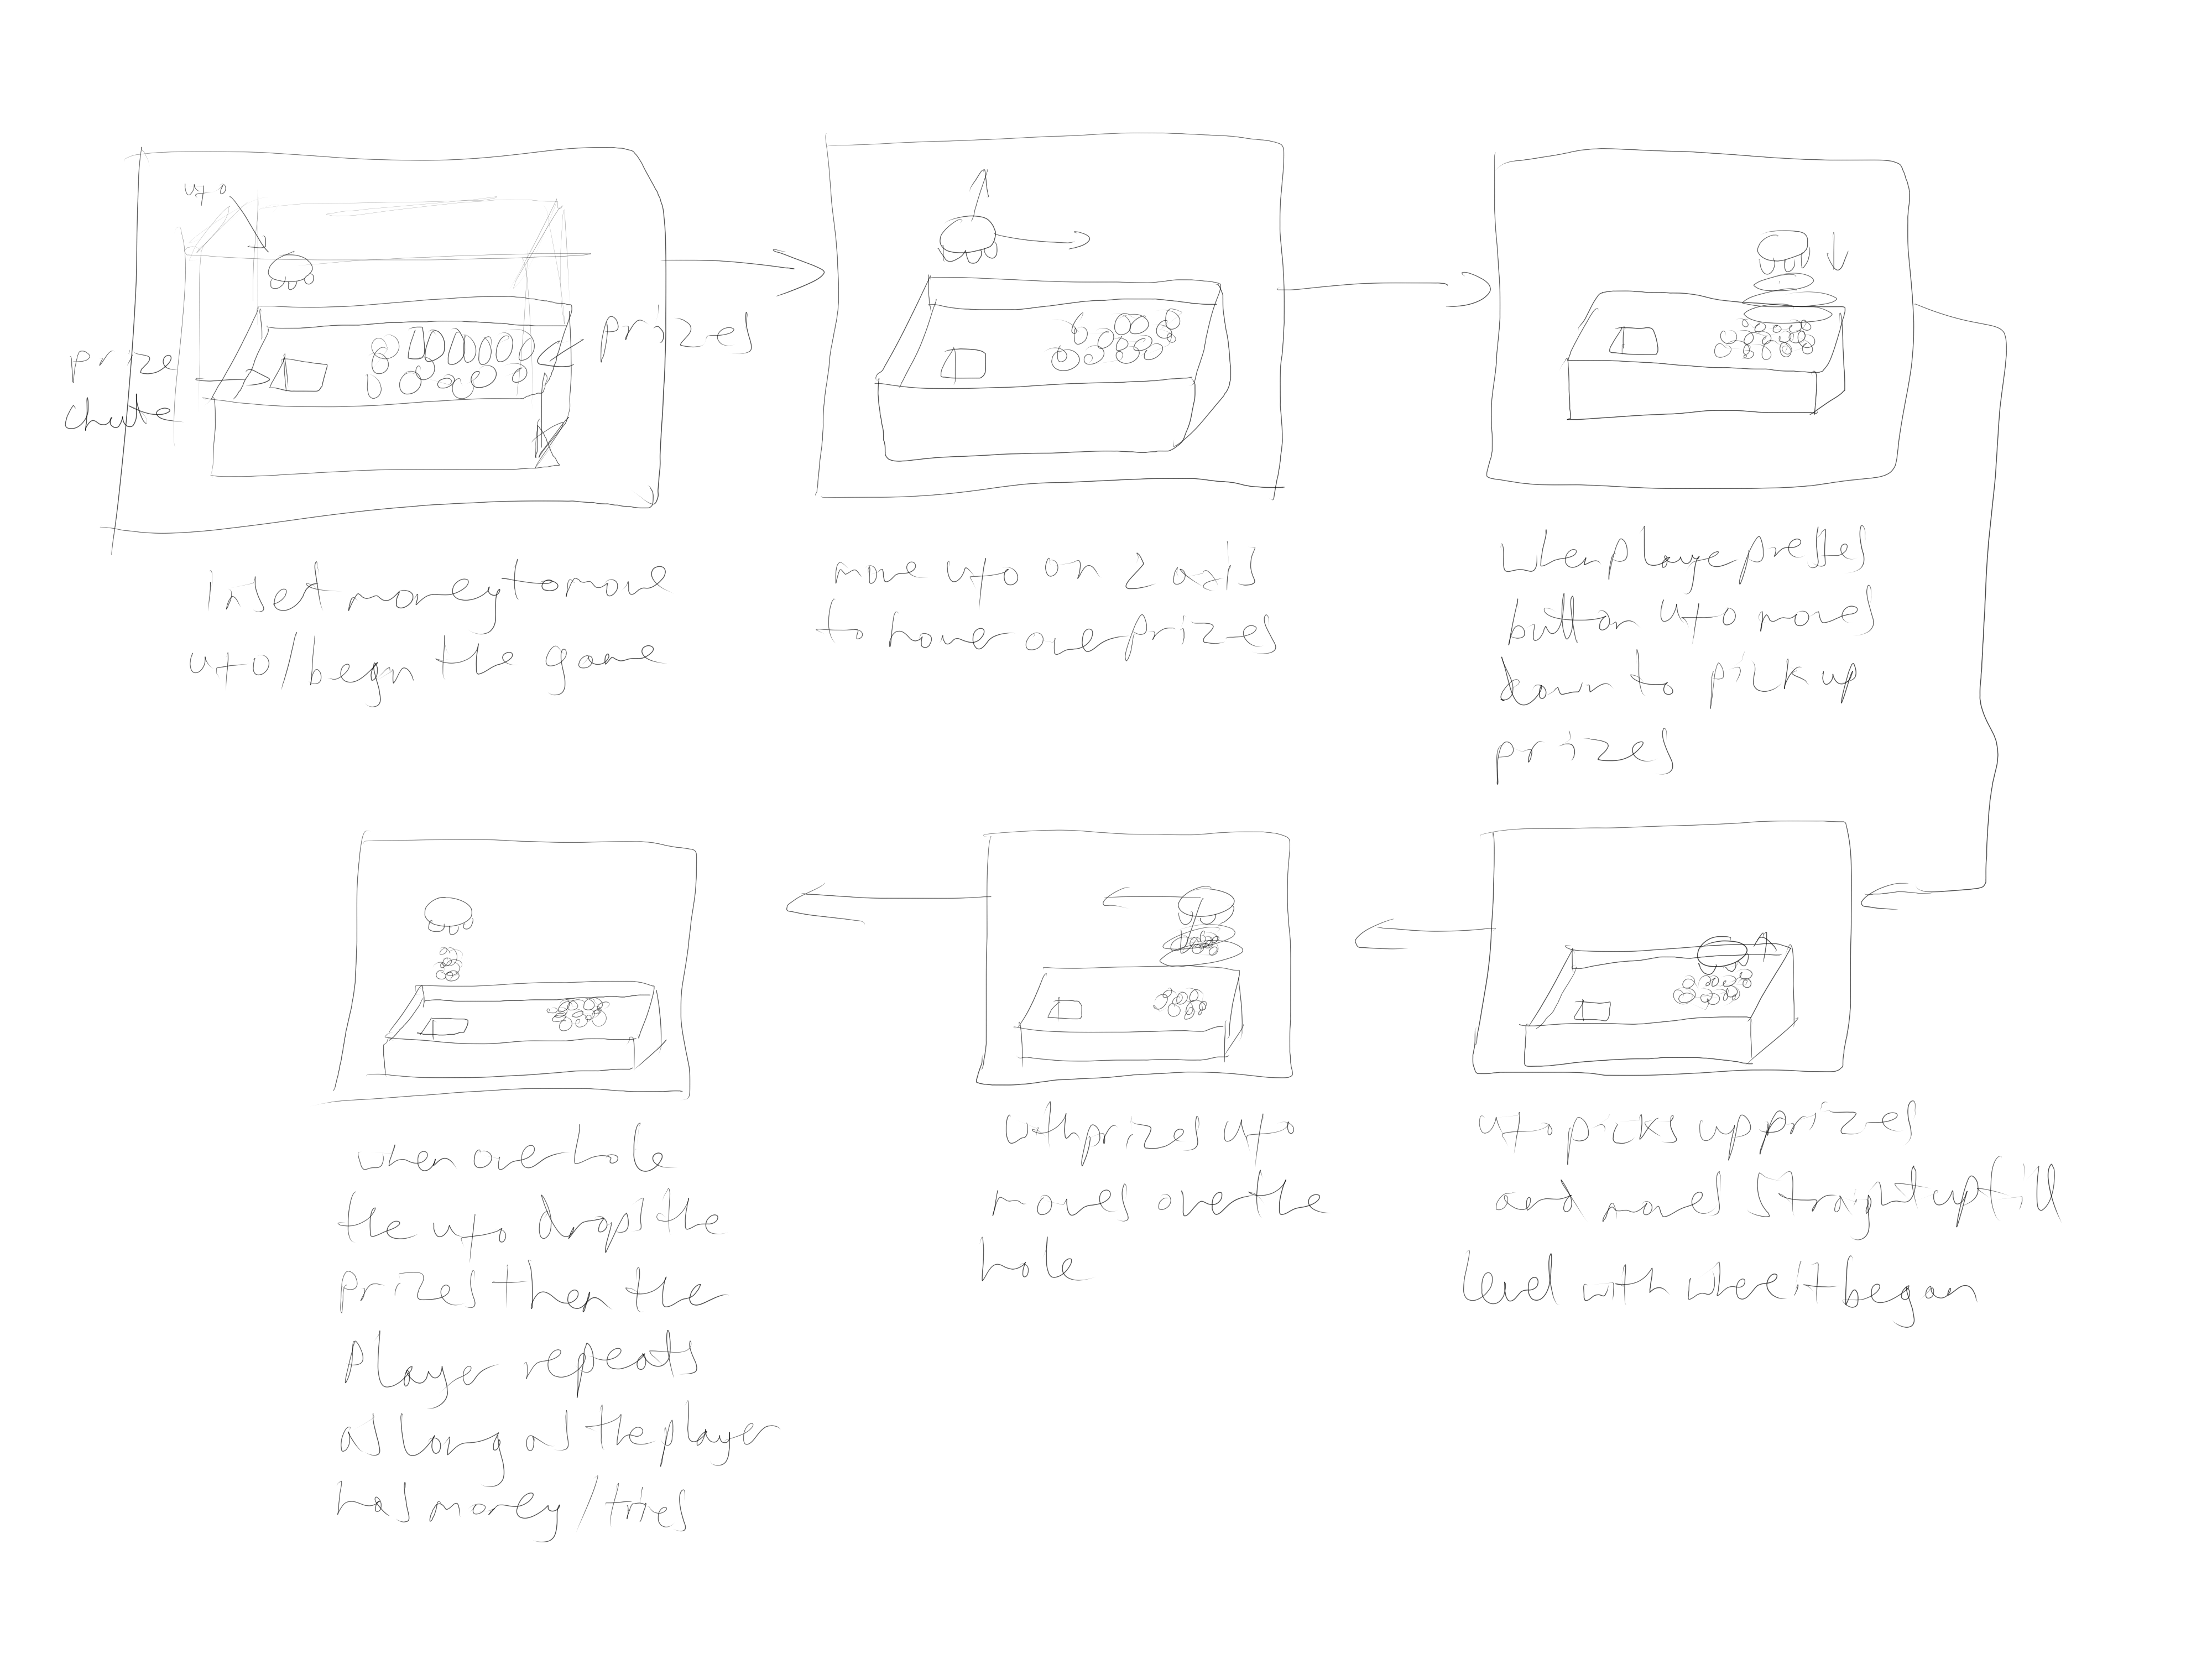 ufo
prizes
prize
chute
insert money to move
ufo/begin the game
move ufo on 2 axis
to hover over prizes
when playe presses
button ufo moves
down to pick up
prizes
ufo picks up prizes
and moves straight up till
level with where it began
with prizes ufo
moves over the
hole
when over hole
the ufo drops the
prizes then the
player repeats
as long as the player
has money/tries